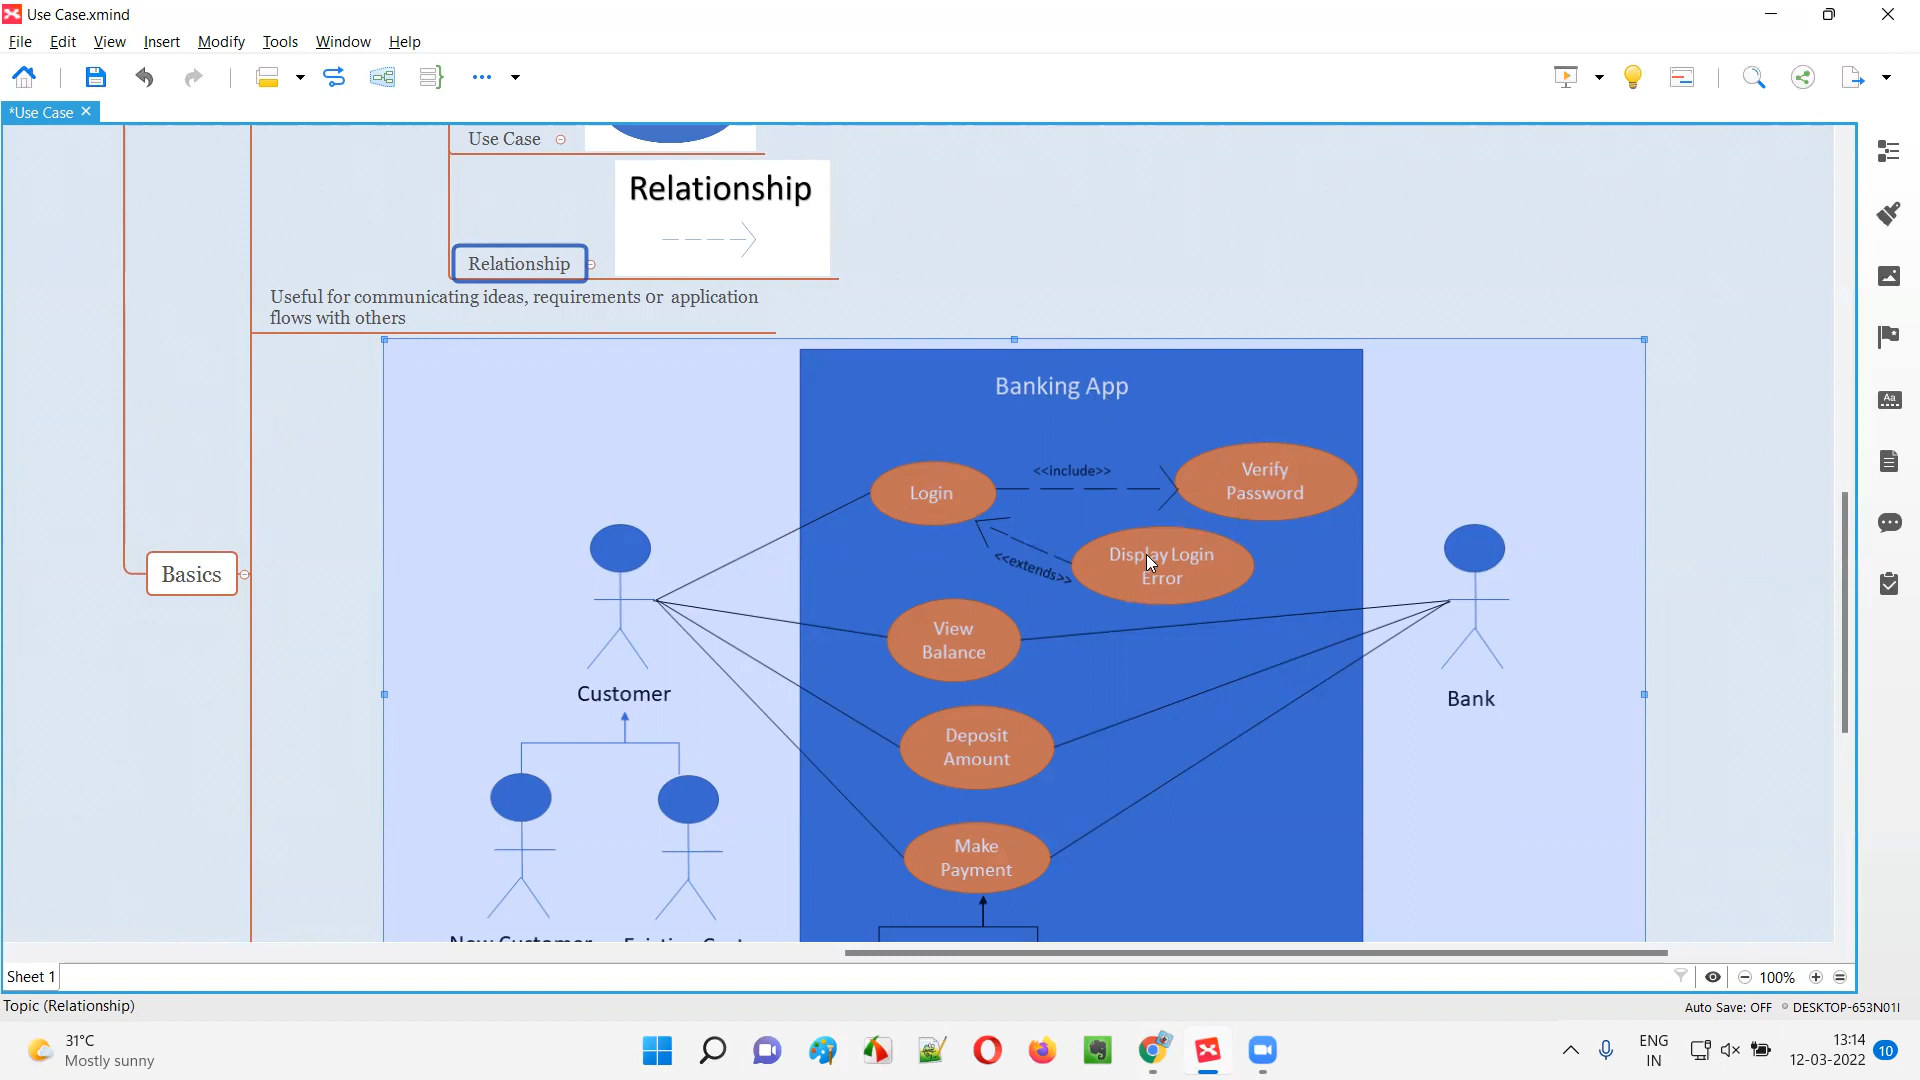 Use Case.xmind
File Edit View Insert Modify Tools Window Help
*Use Case
Use Case
Relationship
Relationship
Useful for communicating ideas, requirements or application
flows with others
Basics
Banking App
Login
<<include>>
Verify
Password
<<extends>>
Display Login
Error
View
Balance
Customer
Bank
Deposit
Amount
Make
Payment
Sheet 1
100%
Topic (Relationship)
Auto Save: OFF
DESKTOP-653N01I
31°C
Mostly sunny
ENG
IN
13:14
12-03-2022
10
Aa